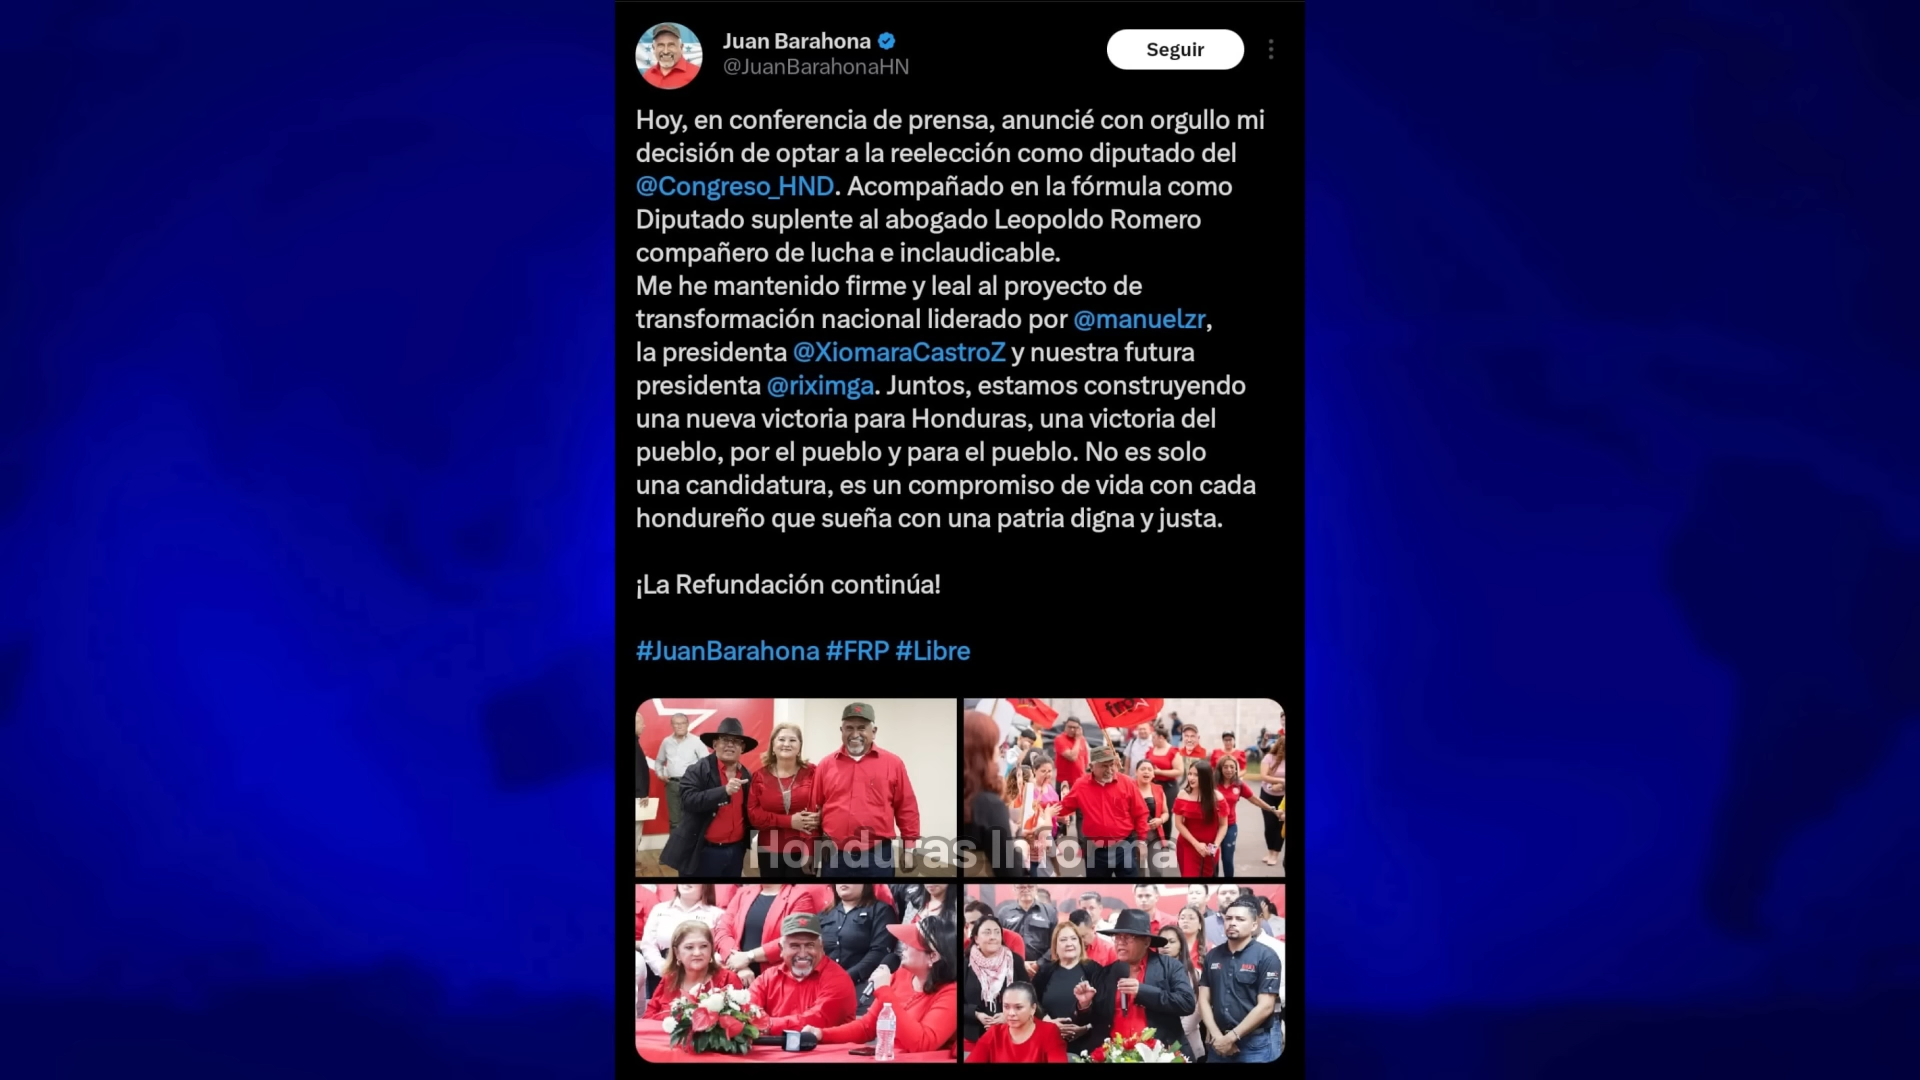 Juan Barahona
@JuanBarahonaHN
Seguir
Hoy, en conferencia de prensa, anuncié con orgullo mi
decisión de optar a la reelección como diputado del
@Congreso_HND. Acompañado en la fórmula como
Diputado suplente al abogado Leopoldo Romero
compañero de lucha e inclaudicable.
Me he mantenido firme y leal al proyecto de
transformación nacional liderado por @manuelzr,
la presidenta @XiomaraCastroZ y nuestra futura
presidenta @riximga. Juntos, estamos construyendo
una nueva victoria para Honduras, una victoria del
pueblo, por el pueblo y para el pueblo. No es solo
una candidatura, es un compromiso de vida con cada
hondureño que sueña con una patria digna y justa.
¡La Refundación continúa!
#JuanBarahona #FRP #Libre
frp
Honduras Informa